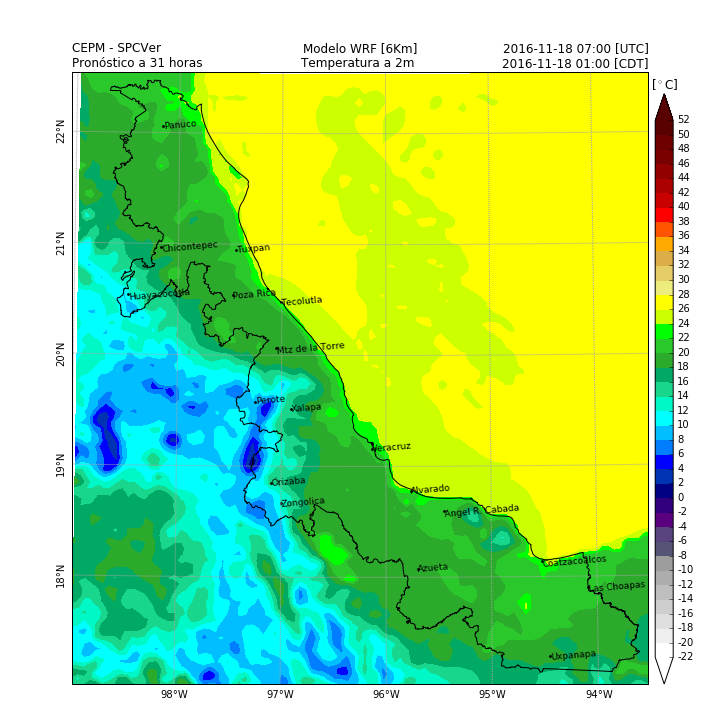 CEPM - SPCVer Modelo WRF [6Km] 2016-11-18 07:00 [UTC]
Pronóstico a 31 horas Temperatura a 2m 2016-11-18 01:00 [CDT]
[°C]
52
50
48
46
44
42
40
38
36
34
32
30
28
26
24
22
20
18
16
14
12
10
8
6
4
2
0
-2
-4
-6
-8
-10
-12
-14
-16
-18
-20
-22
22°N
21°N
20°N
19°N
18°N
Panuco
Chicontepec
Tuxpan
Huayacocotla
Poza Rica
Tecolutla
Mtz de la Torre
Perote
Xalapa
Veracruz
Orizaba
Alvarado
Zongolica
Angel R. Cabada
Azueta
Coatzacoalcos
Las Choapas
Uxpanapa
98°W 97°W 96°W 95°W 94°W